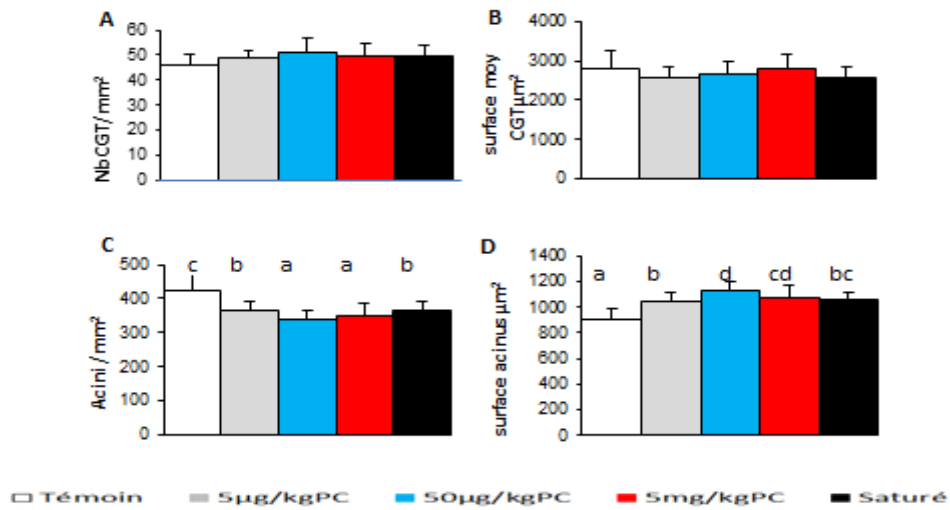 A
NbCGT/mm²
60
50
40
30
20
10
0
B
surface moy
CGTµm²
4000
3000
2000
1000
0
C
Acini/mm²
500
400
300
200
100
0
c b a a b
D
surface acinus µm²
1400
1200
1000
800
600
400
200
0
a b d cd bc
Témoin 5µg/kgPC 50µg/kgPC 5mg/kgPC Saturé